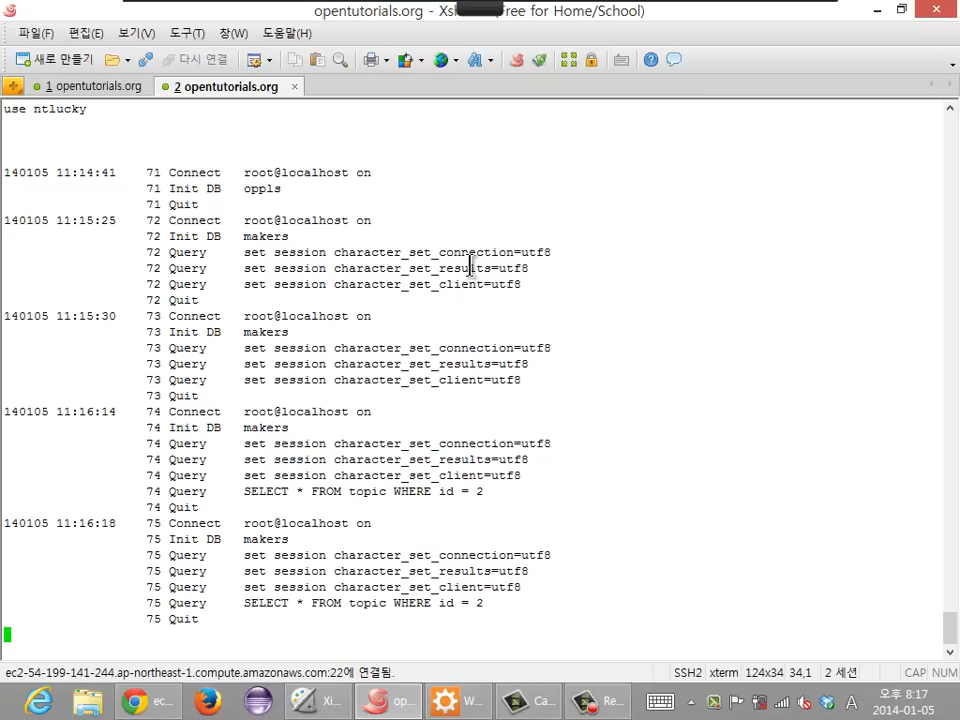 opentutorials.org - Xsh (Free for Home/School)
파일(F) 편집(E) 보기(V) 도구(T) 창(W) 도움말(H)
새로 만들기 다시 연결
1 opentutorials.org 2 opentutorials.org ×
use ntlucky
140105 11:14:41 71 Connect root@localhost on
71 Init DB oppls
71 Quit
140105 11:15:25 72 Connect root@localhost on
72 Init DB makers
72 Query set session character_set_connection=utf8
72 Query set session character_set_results=utf8
72 Query set session character_set_client=utf8
72 Quit
140105 11:15:30 73 Connect root@localhost on
73 Init DB makers
73 Query set session character_set_connection=utf8
73 Query set session character_set_results=utf8
73 Query set session character_set_client=utf8
73 Quit
140105 11:16:14 74 Connect root@localhost on
74 Init DB makers
74 Query set session character_set_connection=utf8
74 Query set session character_set_results=utf8
74 Query set session character_set_client=utf8
74 Query SELECT * FROM topic WHERE id = 2
74 Quit
140105 11:16:18 75 Connect root@localhost on
75 Init DB makers
75 Query set session character_set_connection=utf8
75 Query set session character_set_results=utf8
75 Query set session character_set_client=utf8
75 Query SELECT * FROM topic WHERE id = 2
75 Quit
ec2-54-199-141-244.ap-northeast-1.compute.amazonaws.com:22에 연결됨. SSH2 xterm 124x34 34,1 2 세션 CAP NUM
ec... Xi... op... W... Ca... Re... A 오전 8:17
2014-01-05